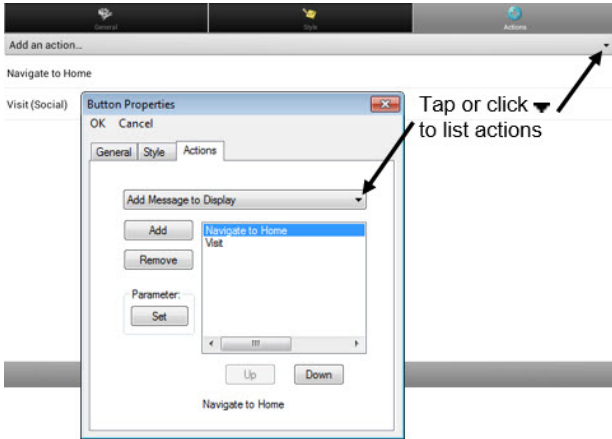 General
Style
Actions
Add an action...
Navigate to Home
Visit (Social)
Tap or click
to list actions
Button Properties
OK Cancel
General Style Actions
Add Message to Display
Add
Remove
Parameter:
Set
Navigate to Home
Visit
Up Down
Navigate to Home